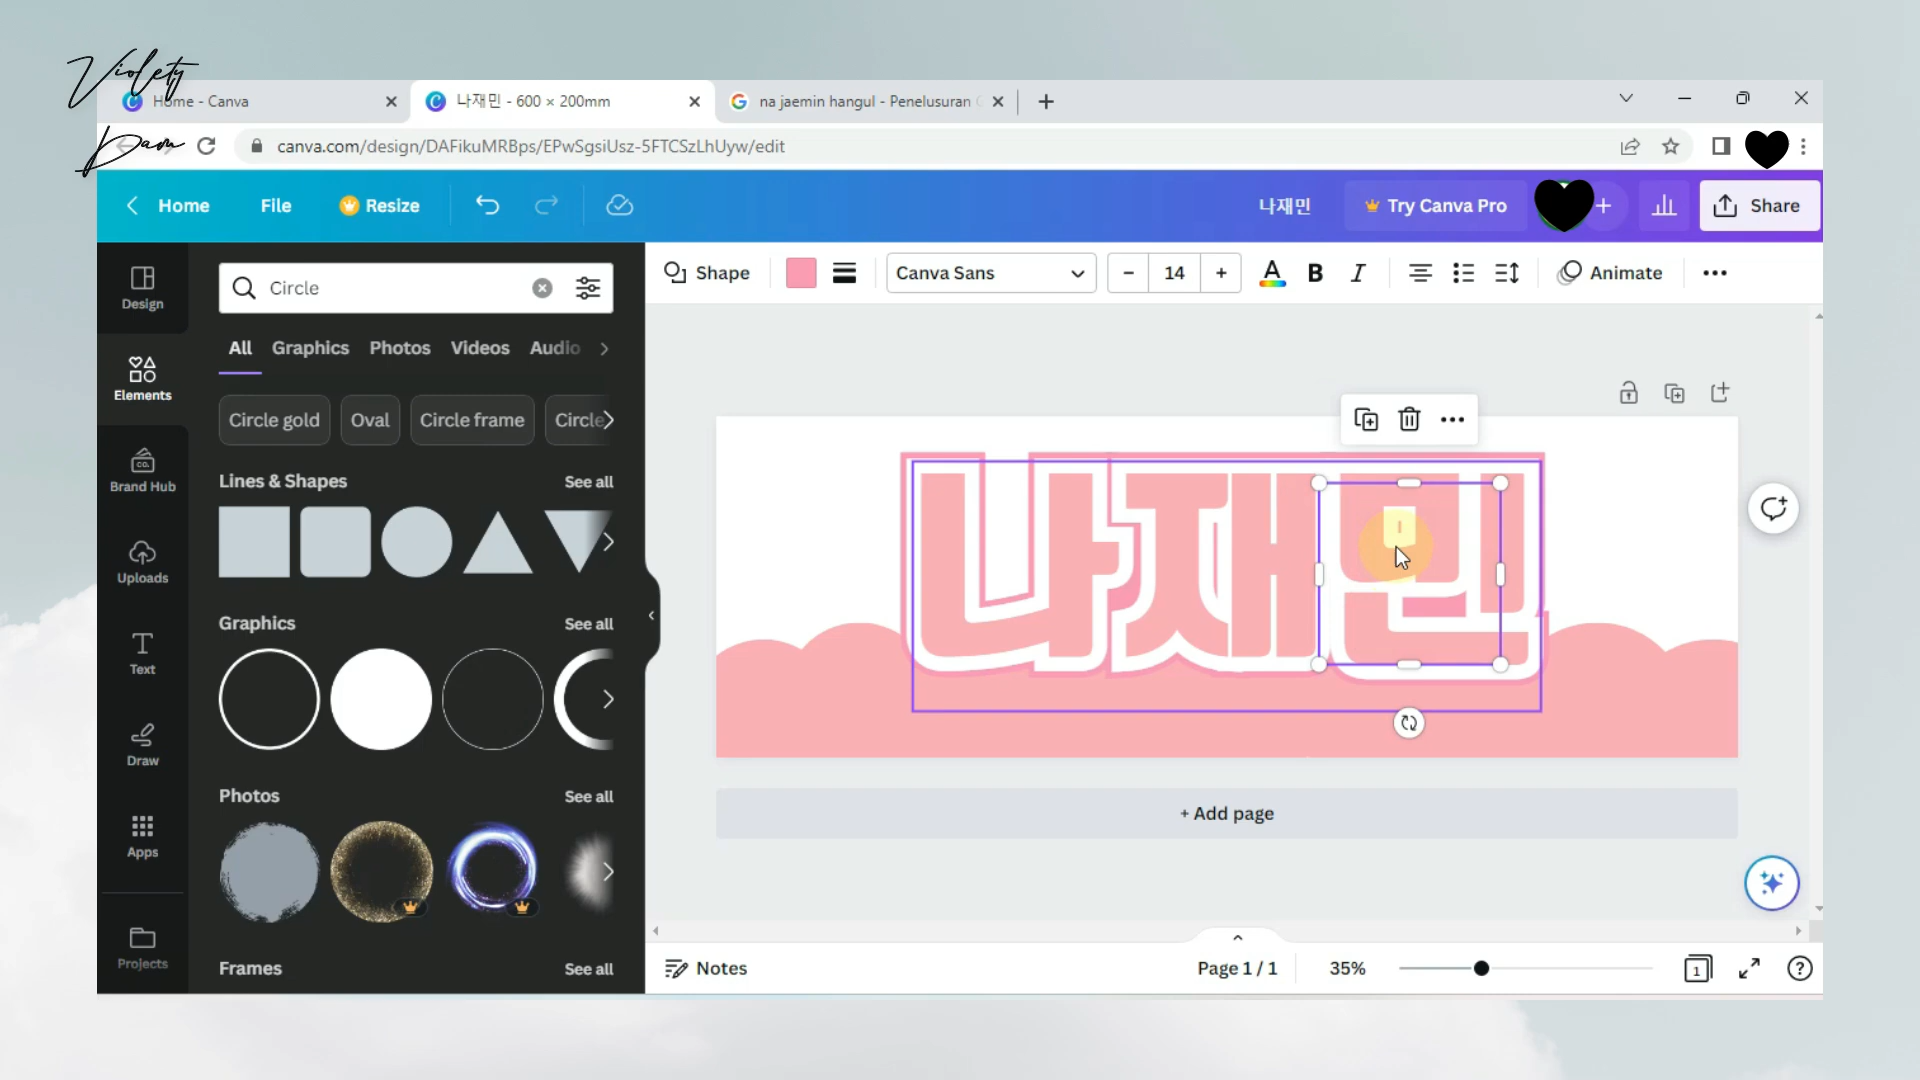 Violety
Dam
Home - Canva
나재민 - 600 × 200mm
na jaemin hangul - Penelusuran
canva.com/design/DAFikuMRBps/EPwSgsiUsz-5FTCSzLhUyw/edit
Home
File
Resize
나재민
Try Canva Pro
Share
Design
Elements
Brand Hub
CO.
Uploads
Text
Draw
Apps
Projects
Circle
All
Graphics
Photos
Videos
Audio
Circle gold
Oval
Circle frame
Circle
Lines & Shapes
See all
Graphics
See all
Photos
See all
Frames
See all
Shape
Canva Sans
14
A
B
I
Animate
나재민
+ Add page
Notes
Page 1 / 1
35%
1